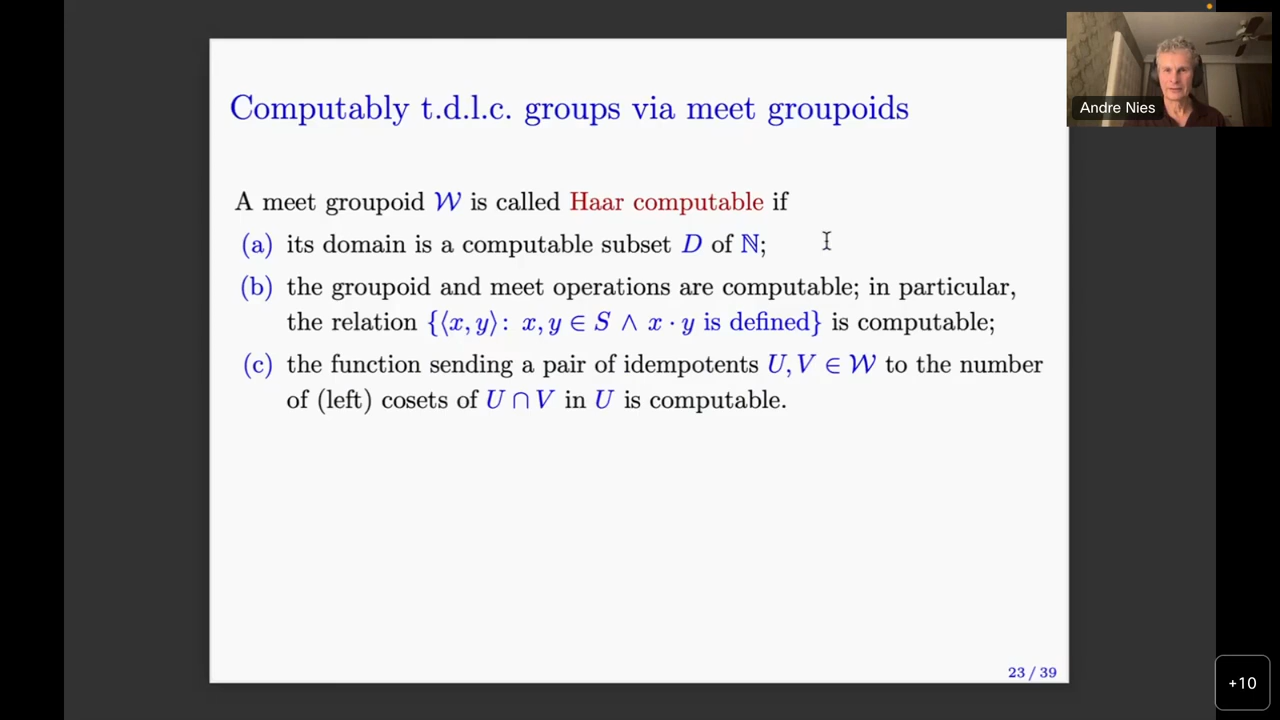 Computably t.d.l.c. groups via meet groupoids
A meet groupoid 𝒲 is called Haar computable if
(a) its domain is a computable subset D of ℕ;
(b) the groupoid and meet operations are computable; in particular,
the relation {⟨x, y⟩: x, y ∈ S ∧ x · y is defined} is computable;
(c) the function sending a pair of idempotents U, V ∈ 𝒲 to the number
of (left) cosets of U ∩ V in U is computable.
23 / 39
Andre Nies
+10